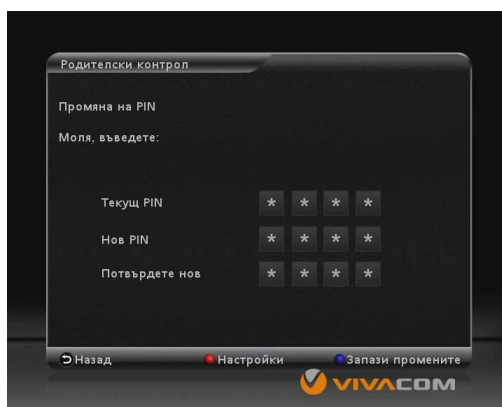 Родителски контрол
Промяна на PIN
Моля, въведете:
Текущ PIN * * * *
Нов PIN * * * *
Потвърдете нов * * * *
Назад Настройки Запази промените
VIVACOM